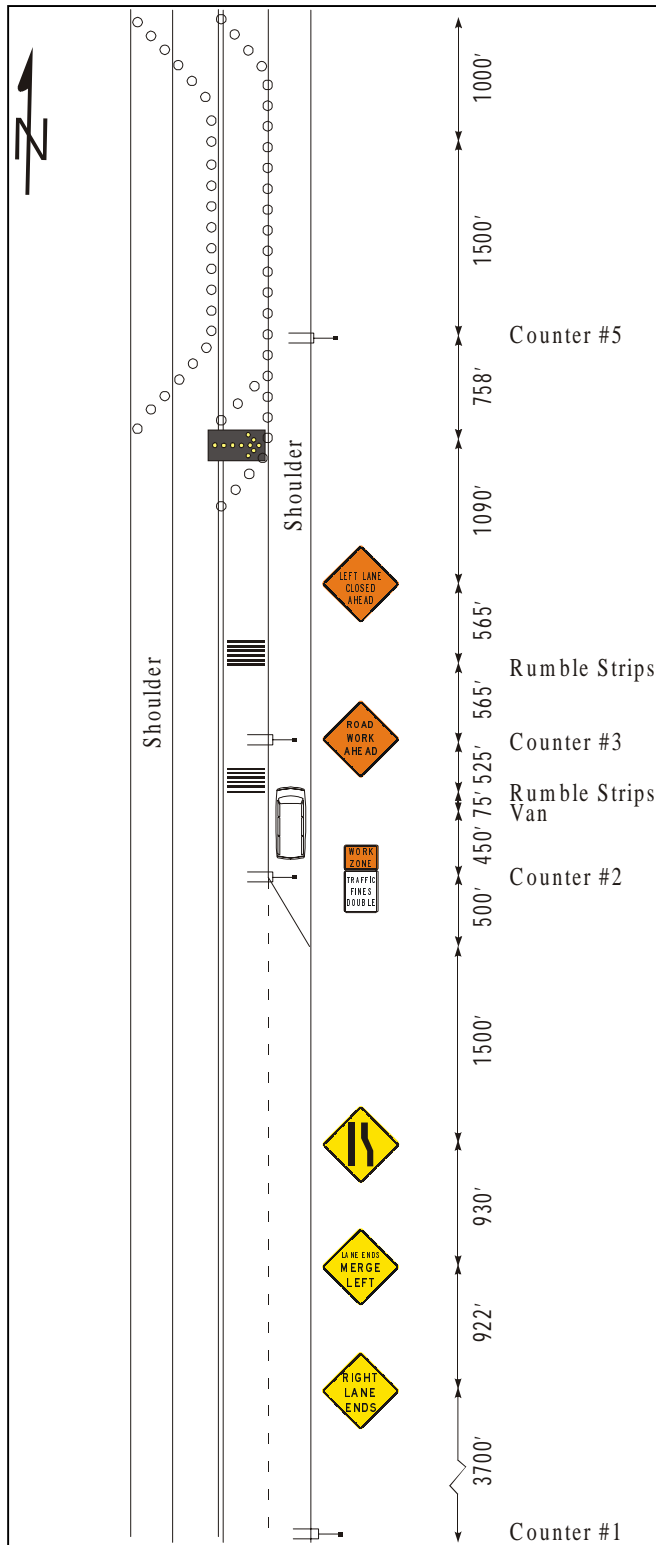 N
1000'
1500'
Counter #5
758'
Shoulder
1090'
LEFT LANE
CLOSED
AHEAD
565'
Rumble Strips
Shoulder
565'
ROAD
WORK
AHEAD
Counter #3
525'
Rumble Strips
75'
Van
450'
WORK
ZONE
Counter #2
TRAFFIC
FINES
DOUBLE
500'
1500'
930'
LANE ENDS
MERGE
LEFT
922'
RIGHT
LANE
ENDS
3700'
Counter #1